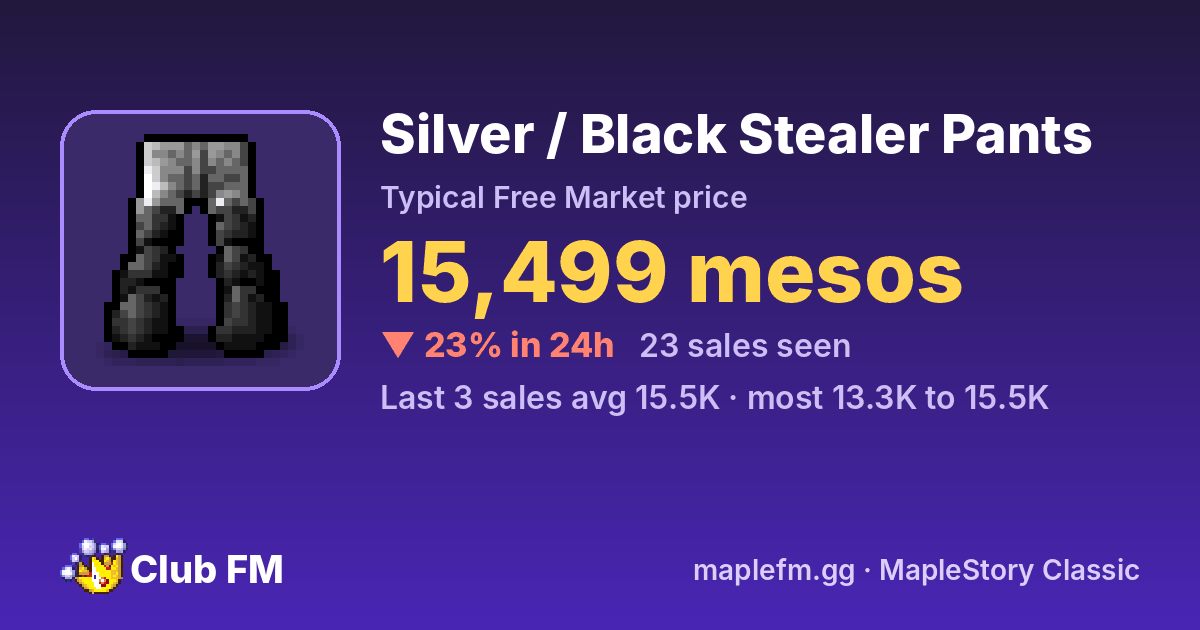 Silver / Black Stealer Pants
Typical Free Market price
15,499 mesos
▼ 23% in 24h 23 sales seen
Last 3 sales avg 15.5K · most 13.3K to 15.5K
Club FM
maplefm.gg · MapleStory Classic